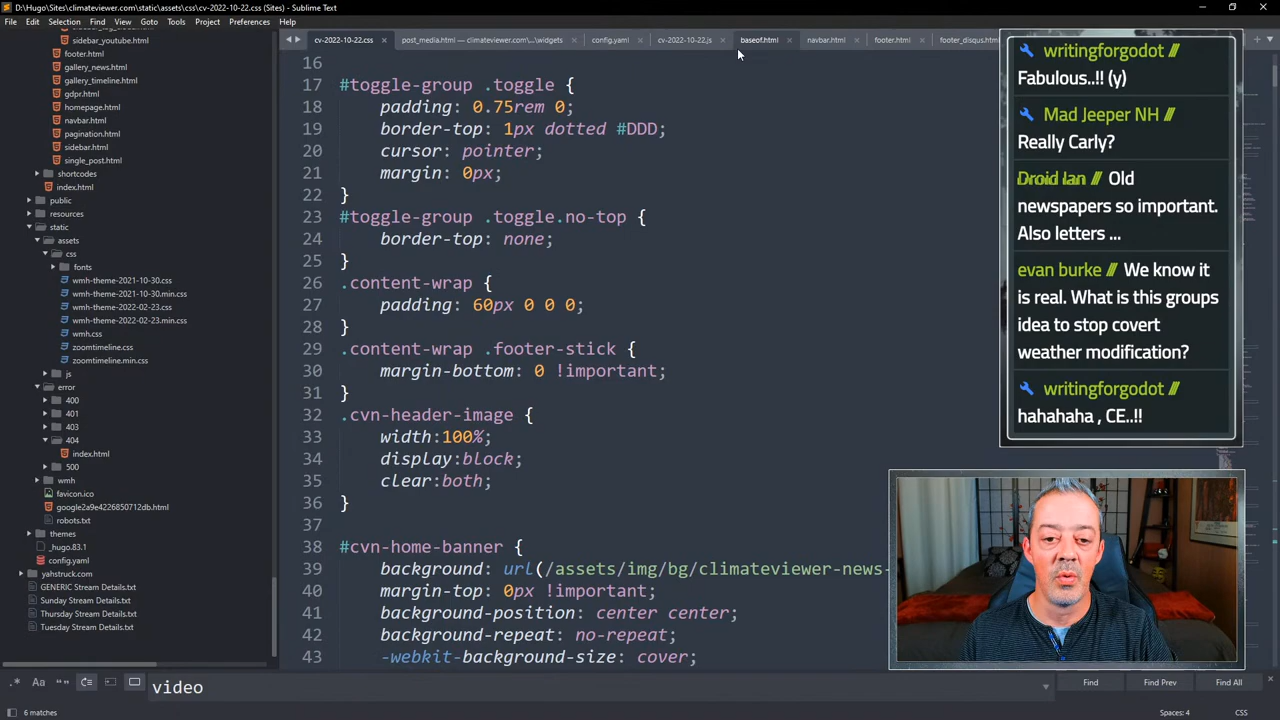 D:\Hugo\Sites\climateviewer.com\static\assets\css\cv-2022-10-22.css (Sites) - Sublime Text
File Edit Selection Find View Goto Tools Project Preferences Help
sidebar_youtube.html
footer.html
gallery_news.html
gallery_timeline.html
gdpr.html
homepage.html
navbar.html
pagination.html
sidebar.html
single_post.html
shortcodes
index.html
public
resources
static
assets
css
fonts
wmh-theme-2021-10-30.css
wmh-theme-2021-10-30.min.css
wmh-theme-2022-02-23.css
wmh-theme-2022-02-23.min.css
wmh.css
zoomtimeline.css
zoomtimeline.min.css
js
error
400
401
403
404
index.html
500
wmh
favicon.ico
google2a9e4226850712db.html
robots.txt
themes
_hugo.83.1
config.yaml
yahstruck.com
GENERIC Stream Details.txt
Sunday Stream Details.txt
Thursday Stream Details.txt
Tuesday Stream Details.txt
cv-2022-10-22.css × post_media.html — climateviewer.com\...\widgets × config.yaml × cv-2022-10-22.js × baseof.html × navbar.html × footer.html × footer_disqus.htm
16
17 #toggle-group .toggle {
18 padding: 0.75rem 0;
19 border-top: 1px dotted #DDD;
20 cursor: pointer;
21 margin: 0px;
22 }
23 #toggle-group .toggle.no-top {
24 border-top: none;
25 }
26 .content-wrap {
27 padding: 60px 0 0 0;
28 }
29 .content-wrap .footer-stick {
30 margin-bottom: 0 !important;
31 }
32 .cvn-header-image {
33 width:100%;
34 display:block;
35 clear:both;
36 }
37
38 #cvn-home-banner {
39 background: url(/assets/img/bg/climateviewer-news-
40 margin-top: 0px !important;
41 background-position: center center;
42 background-repeat: no-repeat;
43 -webkit-background-size: cover;
writingforgodot ///
Fabulous..!! (y)
Mad Jeeper NH ///
Really Carly?
Droid Ian /// Old
newspapers so important.
Also letters ...
evan burke // We know it
is real. What is this groups
idea to stop covert
weather modification?
writingforgodot ///
hahahaha , CE..!!
.* Aa “” video Find Find Prev Find All
6 matches Spaces: 4 CSS